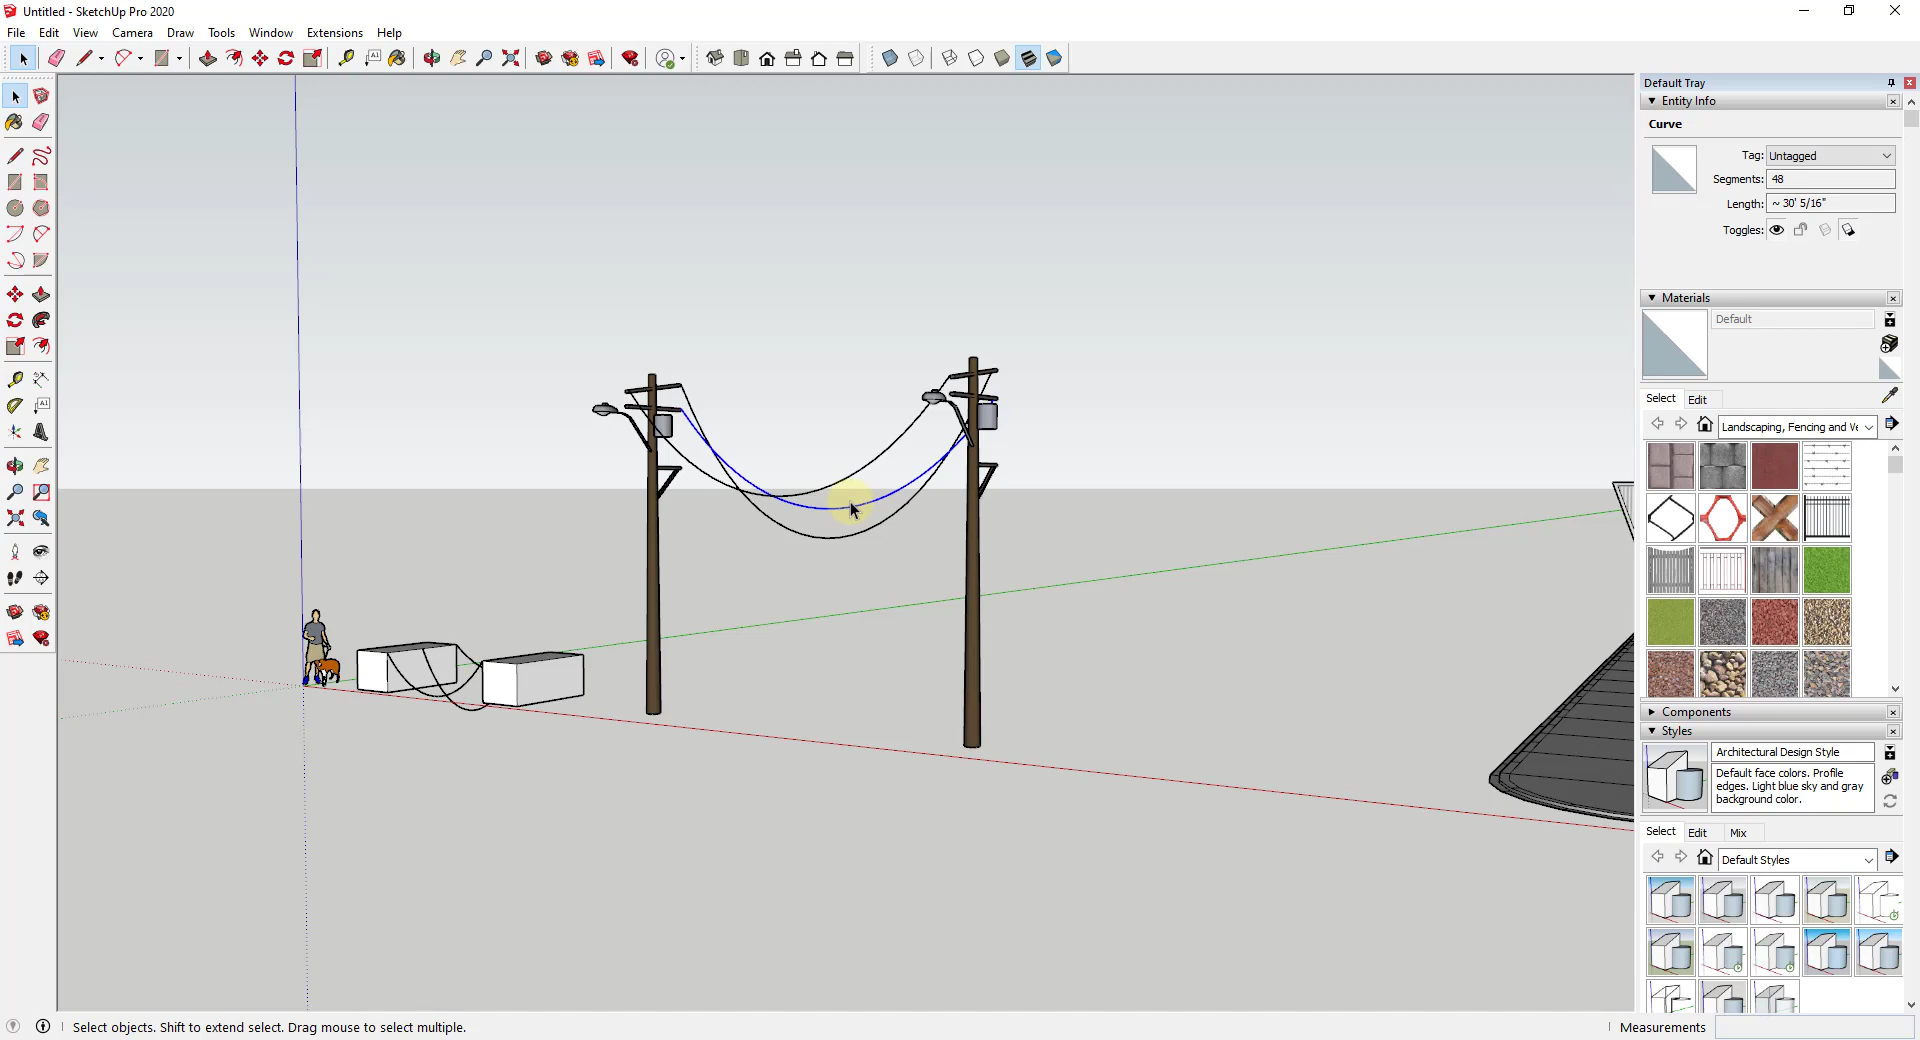 Untitled - SketchUp Pro 2020
File Edit View Camera Draw Tools Window Extensions Help
Default Tray
Entity Info
Curve
Tag: Untagged
Segments: 48
Length: ~ 30' 5/16"
Toggles:
Materials
Default
Select Edit
Landscaping, Fencing and Ve
Components
Styles
Architectural Design Style
Default face colors. Profile
edges. Light blue sky and gray
background color.
Select Edit Mix
Default Styles
Select objects. Shift to extend select. Drag mouse to select multiple.
Measurements